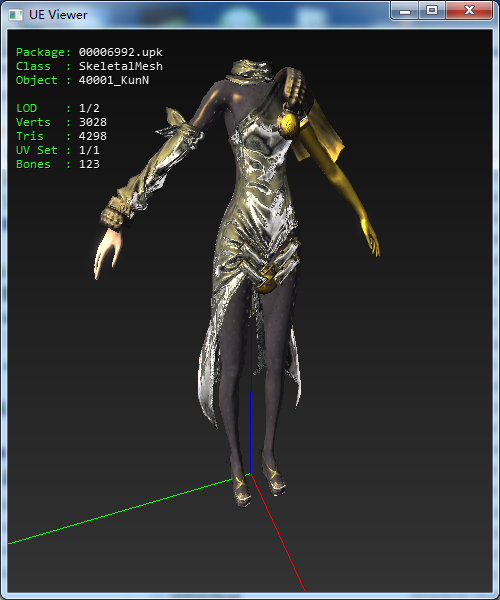 UE Viewer
Package: 00006992.upk
Class : SkeletalMesh
Object : 40001_KunN
LOD : 1/2
Verts : 3028
Tris : 4298
UV Set : 1/1
Bones : 123